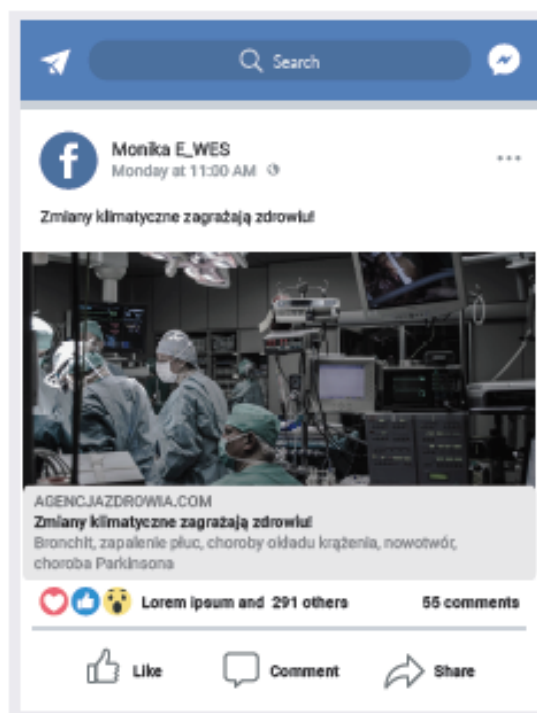 Search
Monika E_WES
Monday at 11:00 AM
Zmiany klimatyczne zagrażają zdrowiu!
AGENCJAZDROWIA.COM
Zmiany klimatyczne zagrażają zdrowiu!
Bronchit, zapalenie płuc, choroby okładu krążenia, nowotwór,
choroba Parkinsona
Lorem ipsum and 291 others 55 comments
Like Comment Share